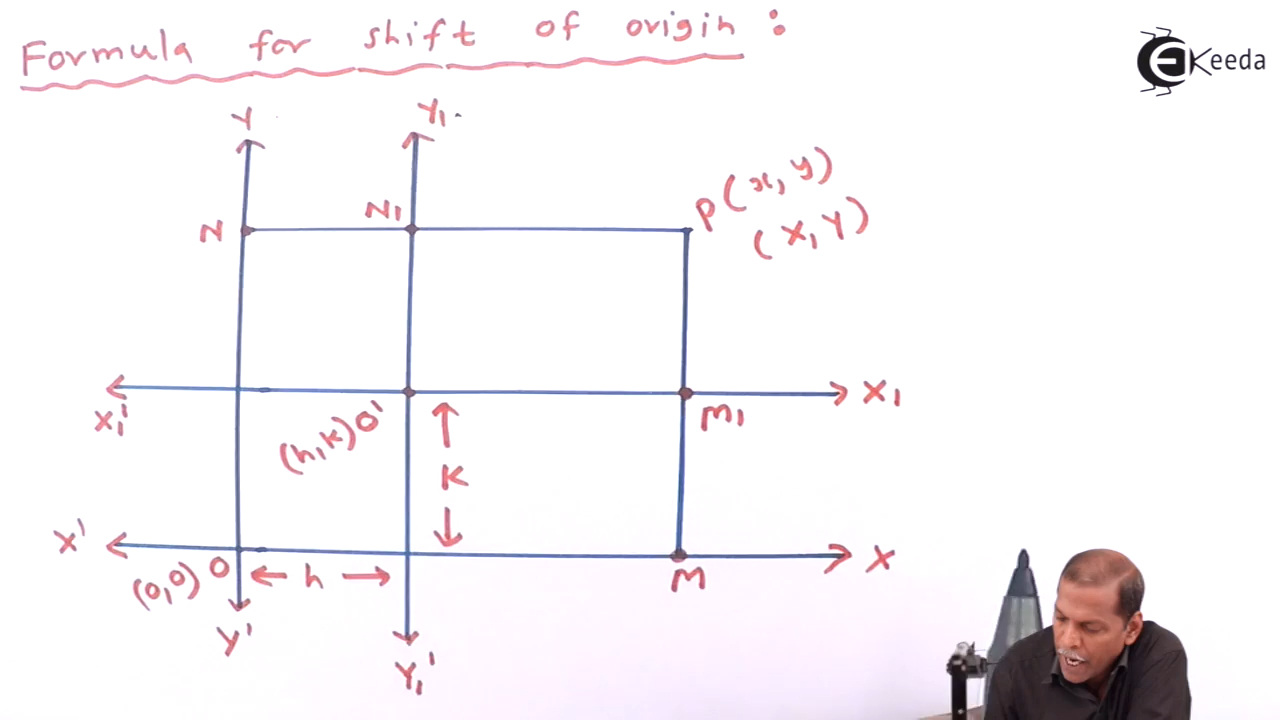 Formula for shift of origin :
EKeeda
Y
Y1
P(x, y)
(X, Y)
N
N1
X1'
X1
(h, k) O'
M1
K
X'
X
(0,0) O
h
M
Y'
Y1'